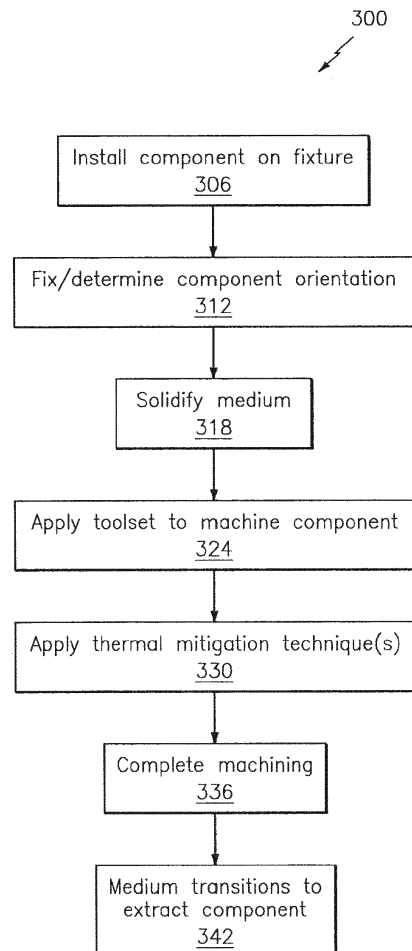 300
Install component on fixture
306
Fix/determine component orientation
312
Solidify medium
318
Apply toolset to machine component
324
Apply thermal mitigation technique(s)
330
Complete machining
336
Medium transitions to
extract component
342